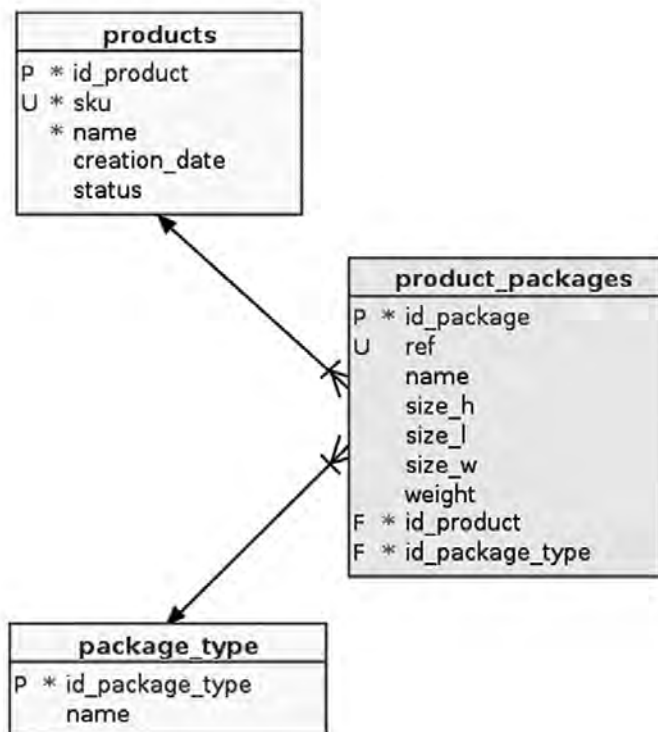 products
P * id_product
U * sku
* name
creation_date
status
product_packages
P * id_package
U ref
name
size_h
size_l
size_w
weight
F * id_product
F * id_package_type
package_type
P * id_package_type
name